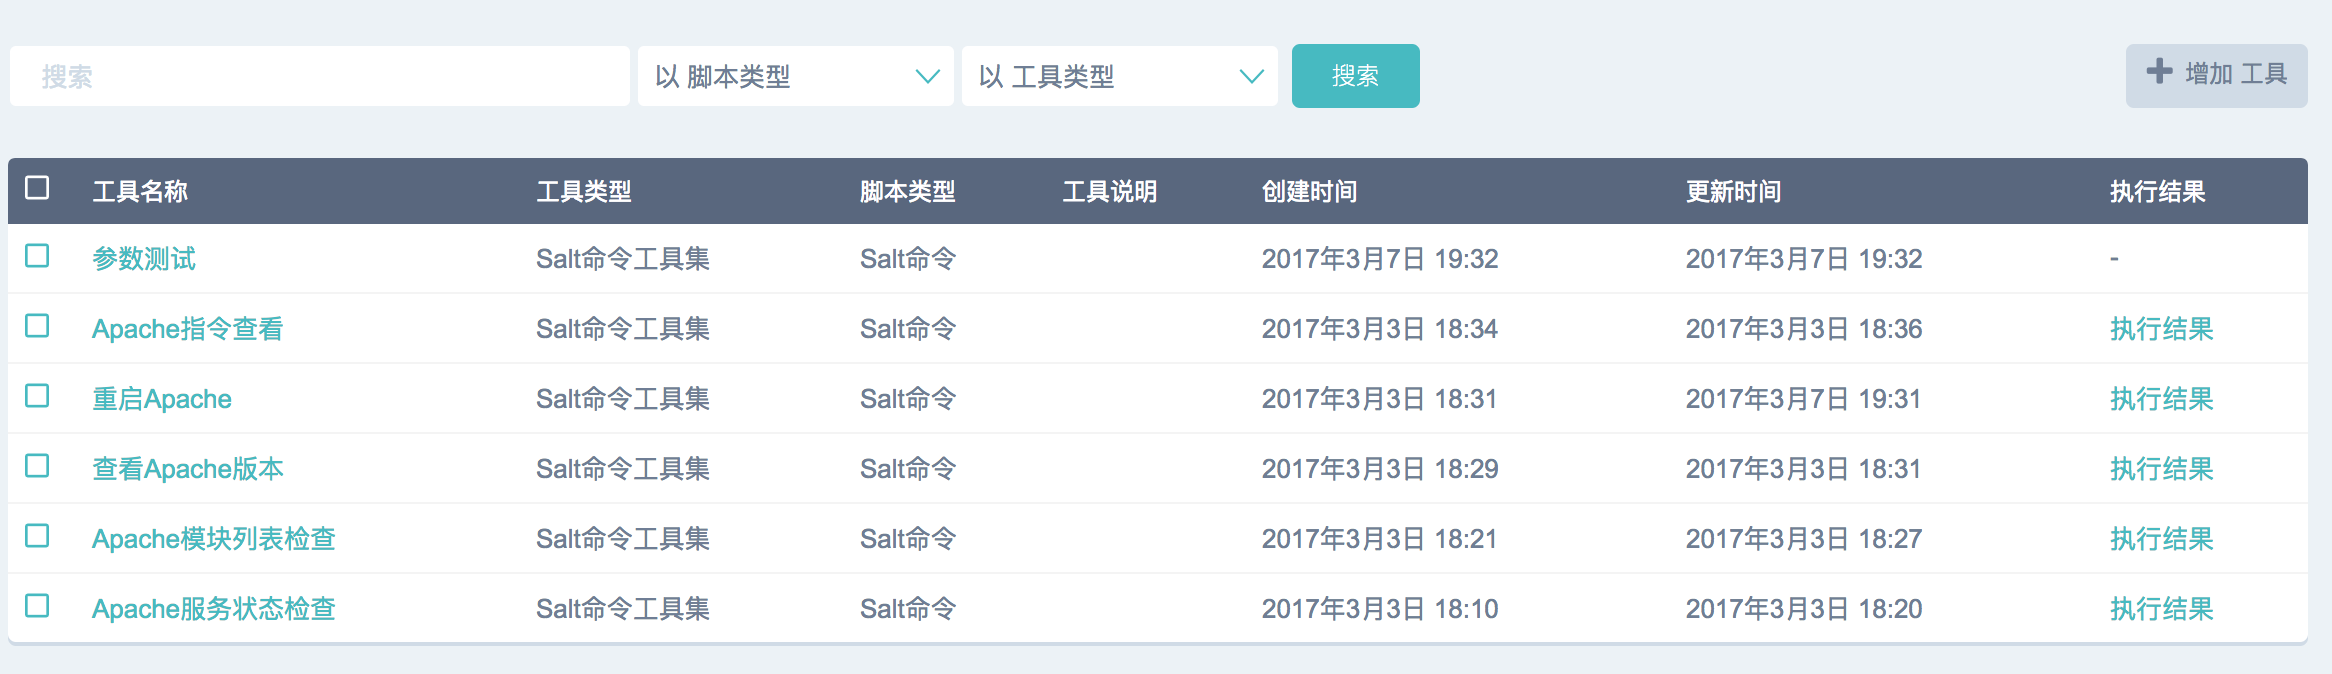 搜索 以 脚本类型 以 工具类型 搜索 增加 工具
工具名称 工具类型 脚本类型 工具说明 创建时间 更新时间 执行结果
参数测试 Salt命令工具集 Salt命令 2017年3月7日 19:32 2017年3月7日 19:32 -
Apache指令查看 Salt命令工具集 Salt命令 2017年3月3日 18:34 2017年3月3日 18:36 执行结果
重启Apache Salt命令工具集 Salt命令 2017年3月3日 18:31 2017年3月7日 19:31 执行结果
查看Apache版本 Salt命令工具集 Salt命令 2017年3月3日 18:29 2017年3月3日 18:31 执行结果
Apache模块列表检查 Salt命令工具集 Salt命令 2017年3月3日 18:21 2017年3月3日 18:27 执行结果
Apache服务状态检查 Salt命令工具集 Salt命令 2017年3月3日 18:10 2017年3月3日 18:20 执行结果